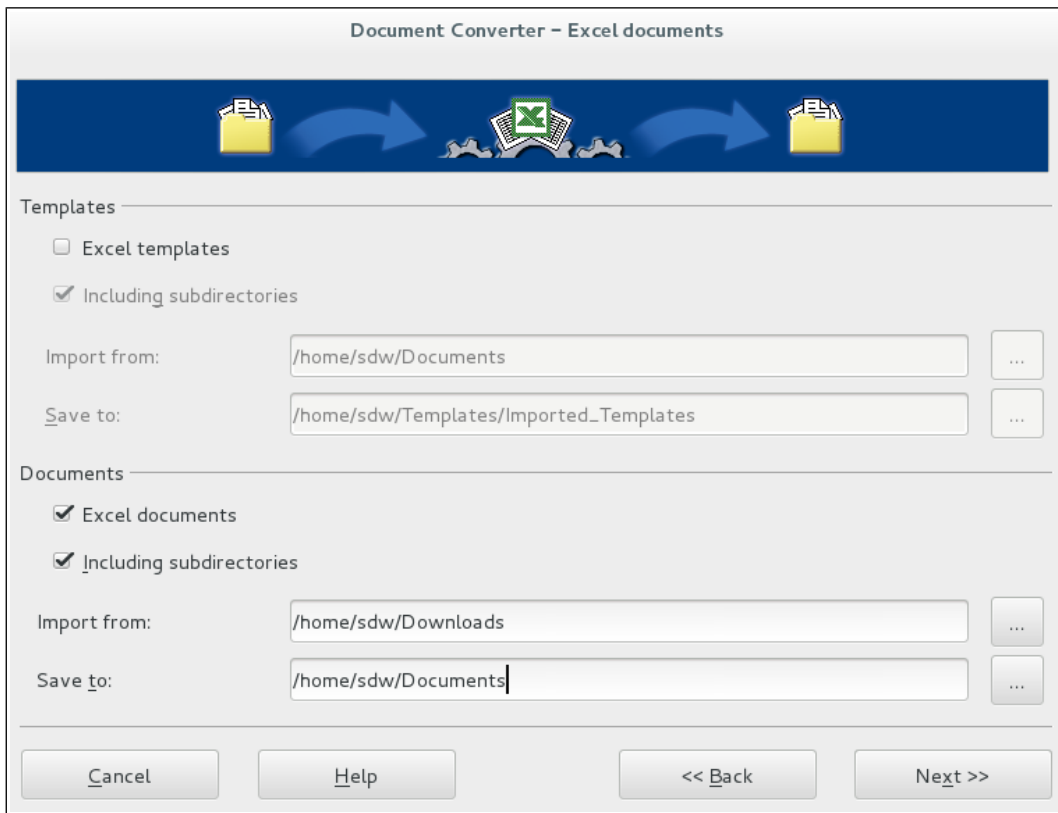 Document Converter – Excel documents
Templates
Excel templates
Including subdirectories
Import from: /home/sdw/Documents ...
Save to: /home/sdw/Templates/Imported_Templates ...
Documents
Excel documents
Including subdirectories
Import from: /home/sdw/Downloads ...
Save to: /home/sdw/Documents ...
Cancel Help << Back Next >>